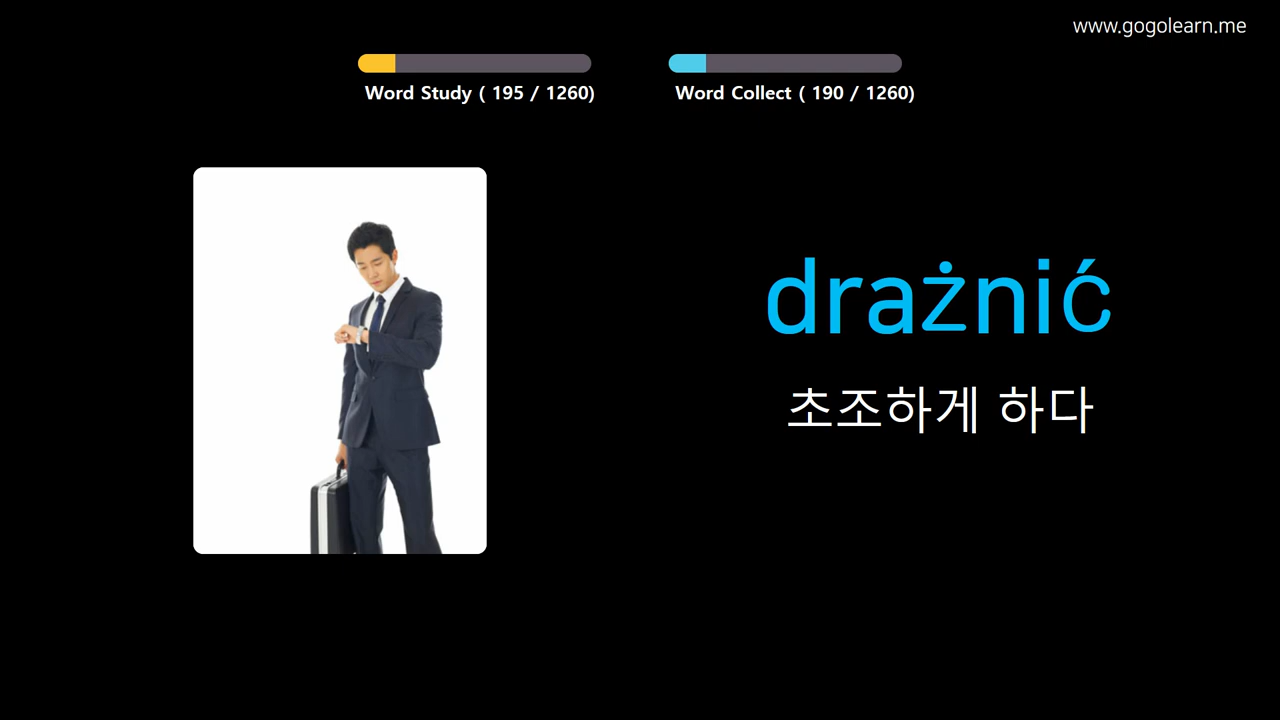 www.gogolearn.me
Word Study ( 195 / 1260)
Word Collect ( 190 / 1260)
drażnić
초조하게 하다